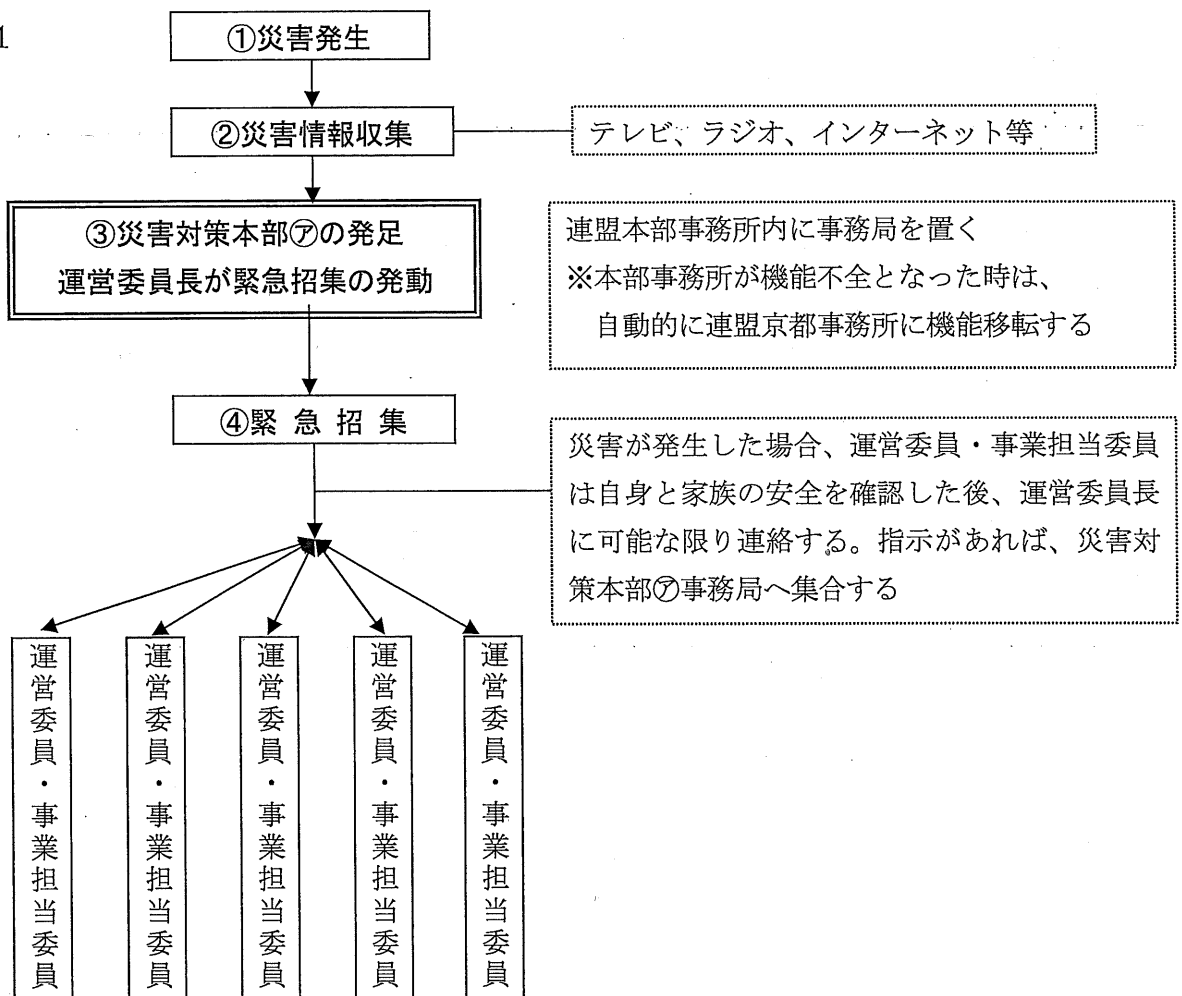 1
①災害発生
②災害情報収集
テレビ、ラジオ、インターネット等
③災害対策本部㋐の発足
運営委員長が緊急招集の発動
連盟本部事務所内に事務局を置く
※本部事務所が機能不全となった時は、
自動的に連盟京都事務所に機能移転する
④緊 急 招 集
災害が発生した場合、運営委員・事業担当委員
は自身と家族の安全を確認した後、運営委員長
に可能な限り連絡する。指示があれば、災害対
策本部㋐事務局へ集合する
運営委員・事業担当委員
運営委員・事業担当委員
運営委員・事業担当委員
運営委員・事業担当委員
運営委員・事業担当委員